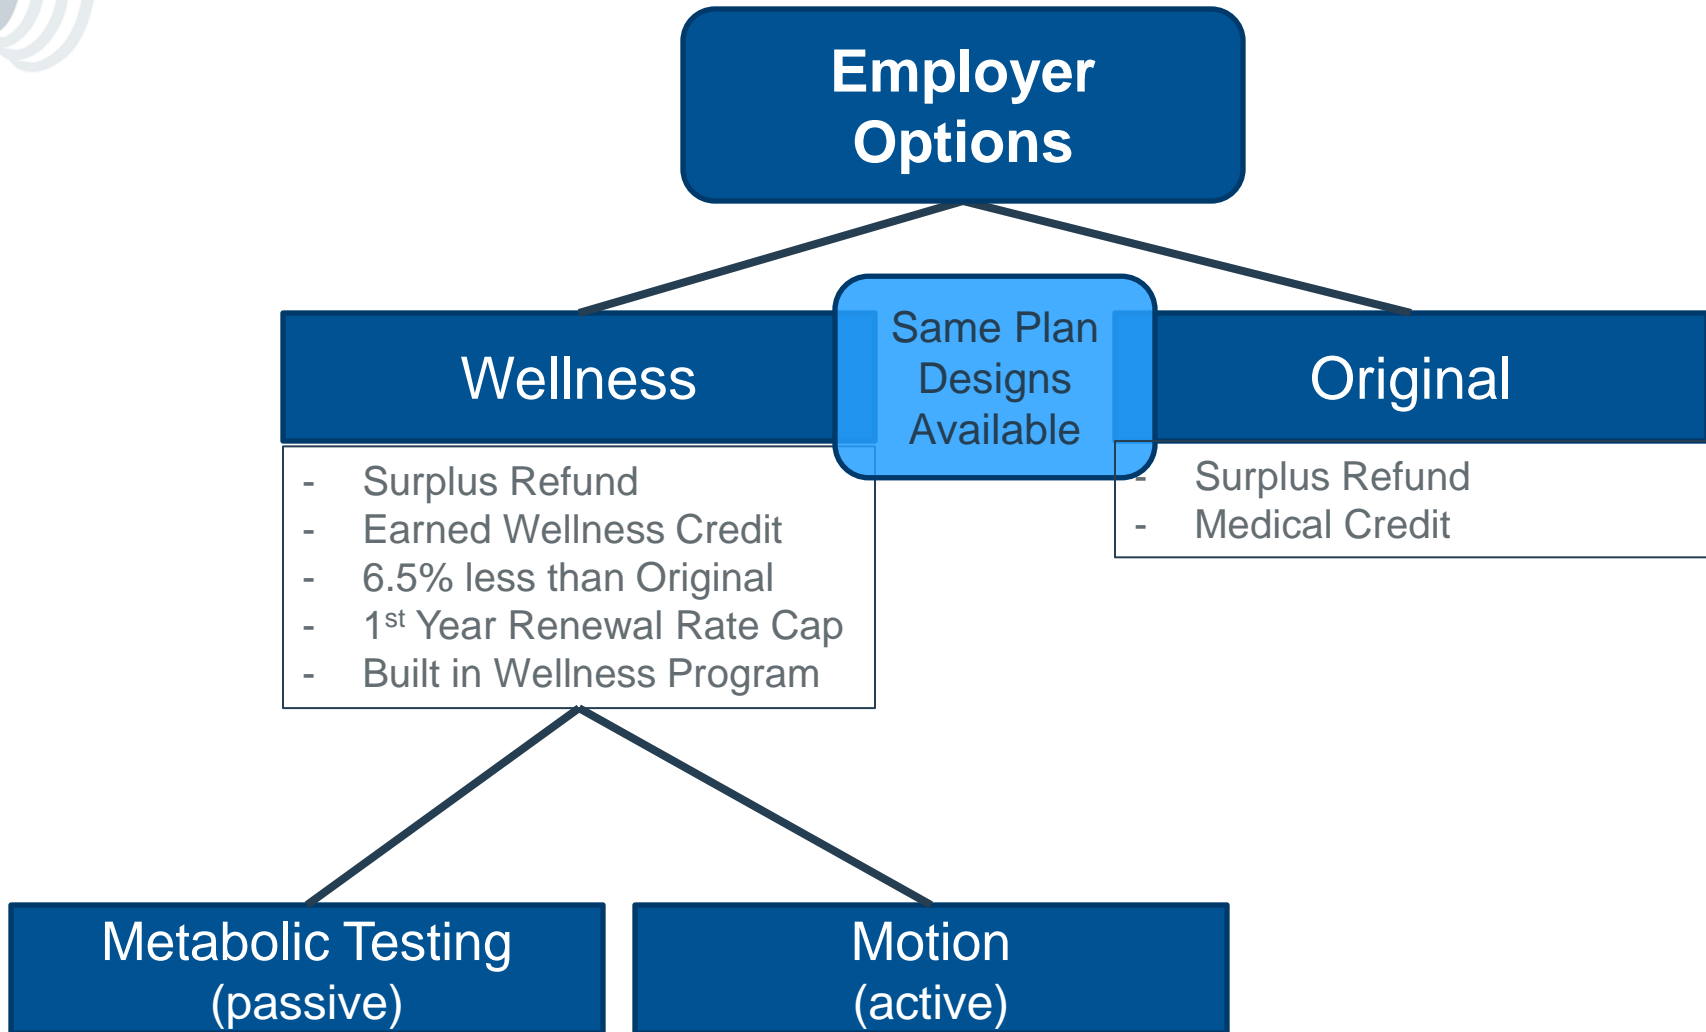 Employer
Options
Wellness
Same Plan
Designs
Available
Original
- Surplus Refund
- Earned Wellness Credit
- 6.5% less than Original
- 1st Year Renewal Rate Cap
- Built in Wellness Program
- Surplus Refund
- Medical Credit
Metabolic Testing
(passive)
Motion
(active)